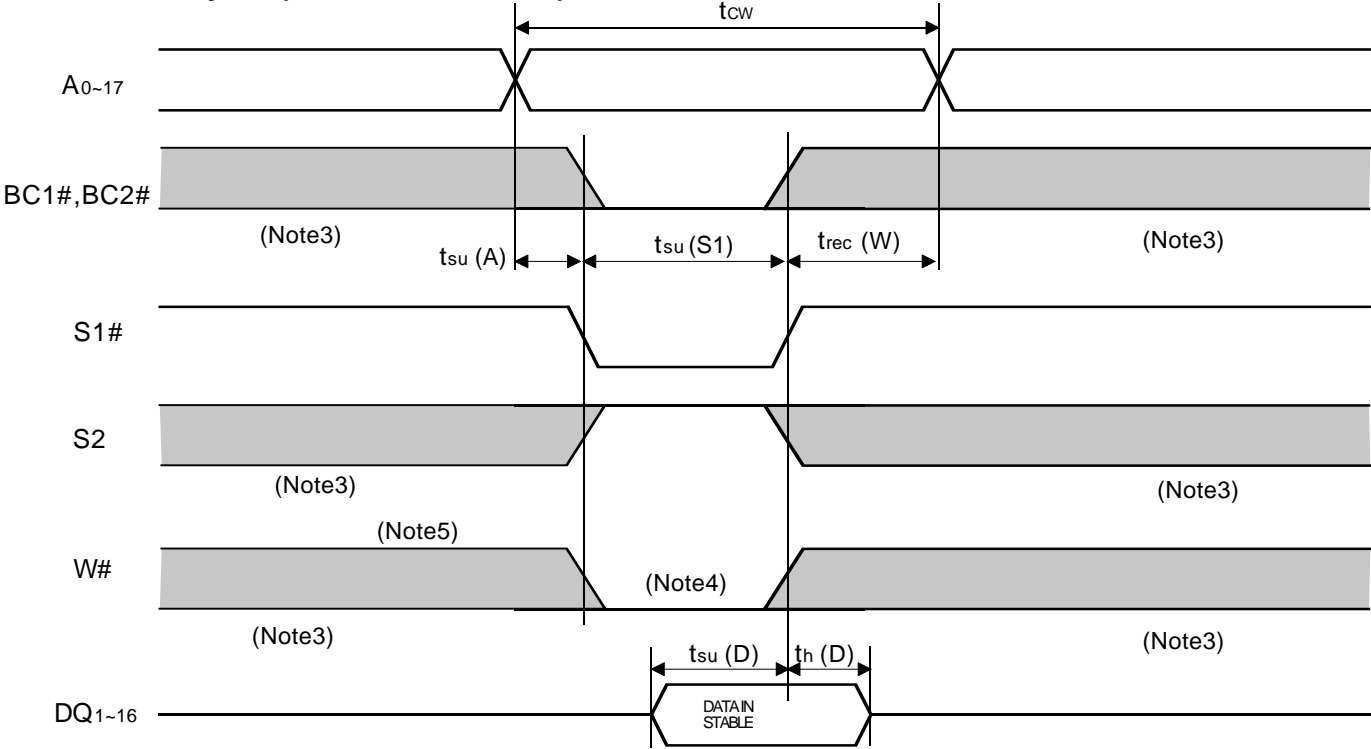 tCW
A0~17
BC1#,BC2#
(Note3)
(Note3)
tsu (A)
tsu (S1)
trec (W)
S1#
S2
(Note3)
(Note3)
(Note5)
W#
(Note4)
(Note3)
(Note3)
tsu (D)
th (D)
DQ1~16
DATA IN
STABLE